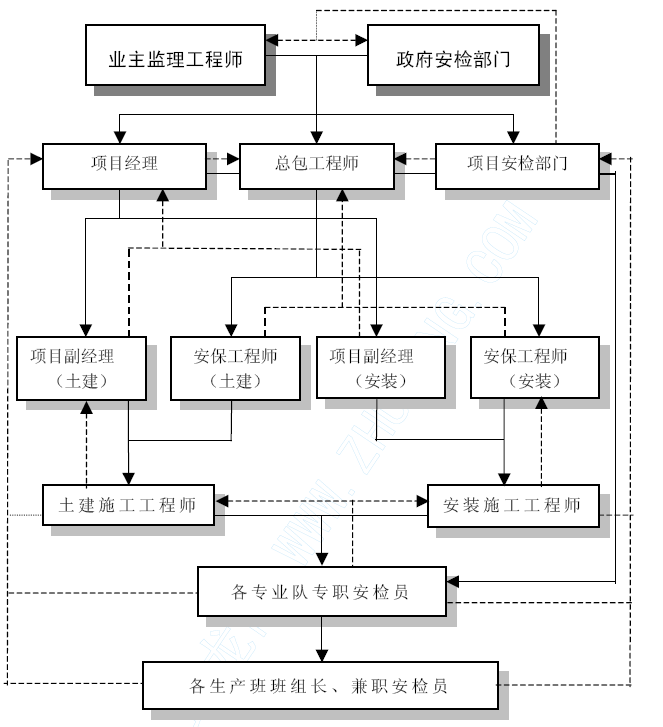 业主监理工程师
政府安检部门
项目经理
总包工程师
项目安检部门
项目副经理
（土建）
安保工程师
（土建）
项目副经理
（安装）
安保工程师
（安装）
土建施工工程师
安装施工工程师
各专业队专职安检员
各生产班班组长、兼职安检员